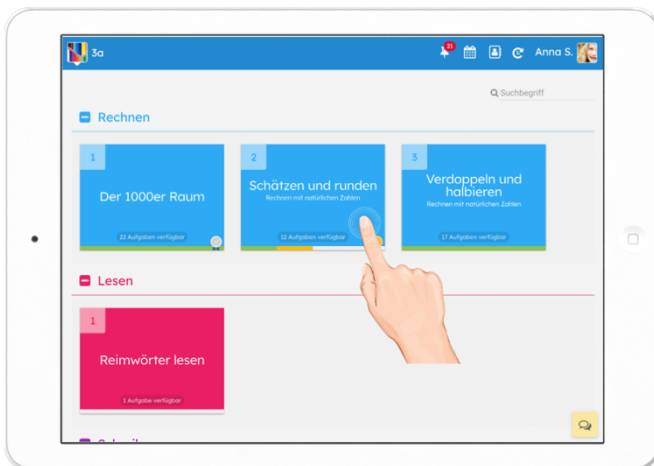 3a
21
Anna S.
Suchbegriff
Rechnen
1
Der 1000er Raum
22 Aufgaben verfügbar
2
Schätzen und runden
Rechnen mit natürlichen Zahlen
12 Aufgaben verfügbar
3
Verdoppeln und
halbieren
Rechnen mit natürlichen Zahlen
17 Aufgaben verfügbar
Lesen
1
Reimwörter lesen
1 Aufgabe verfügbar